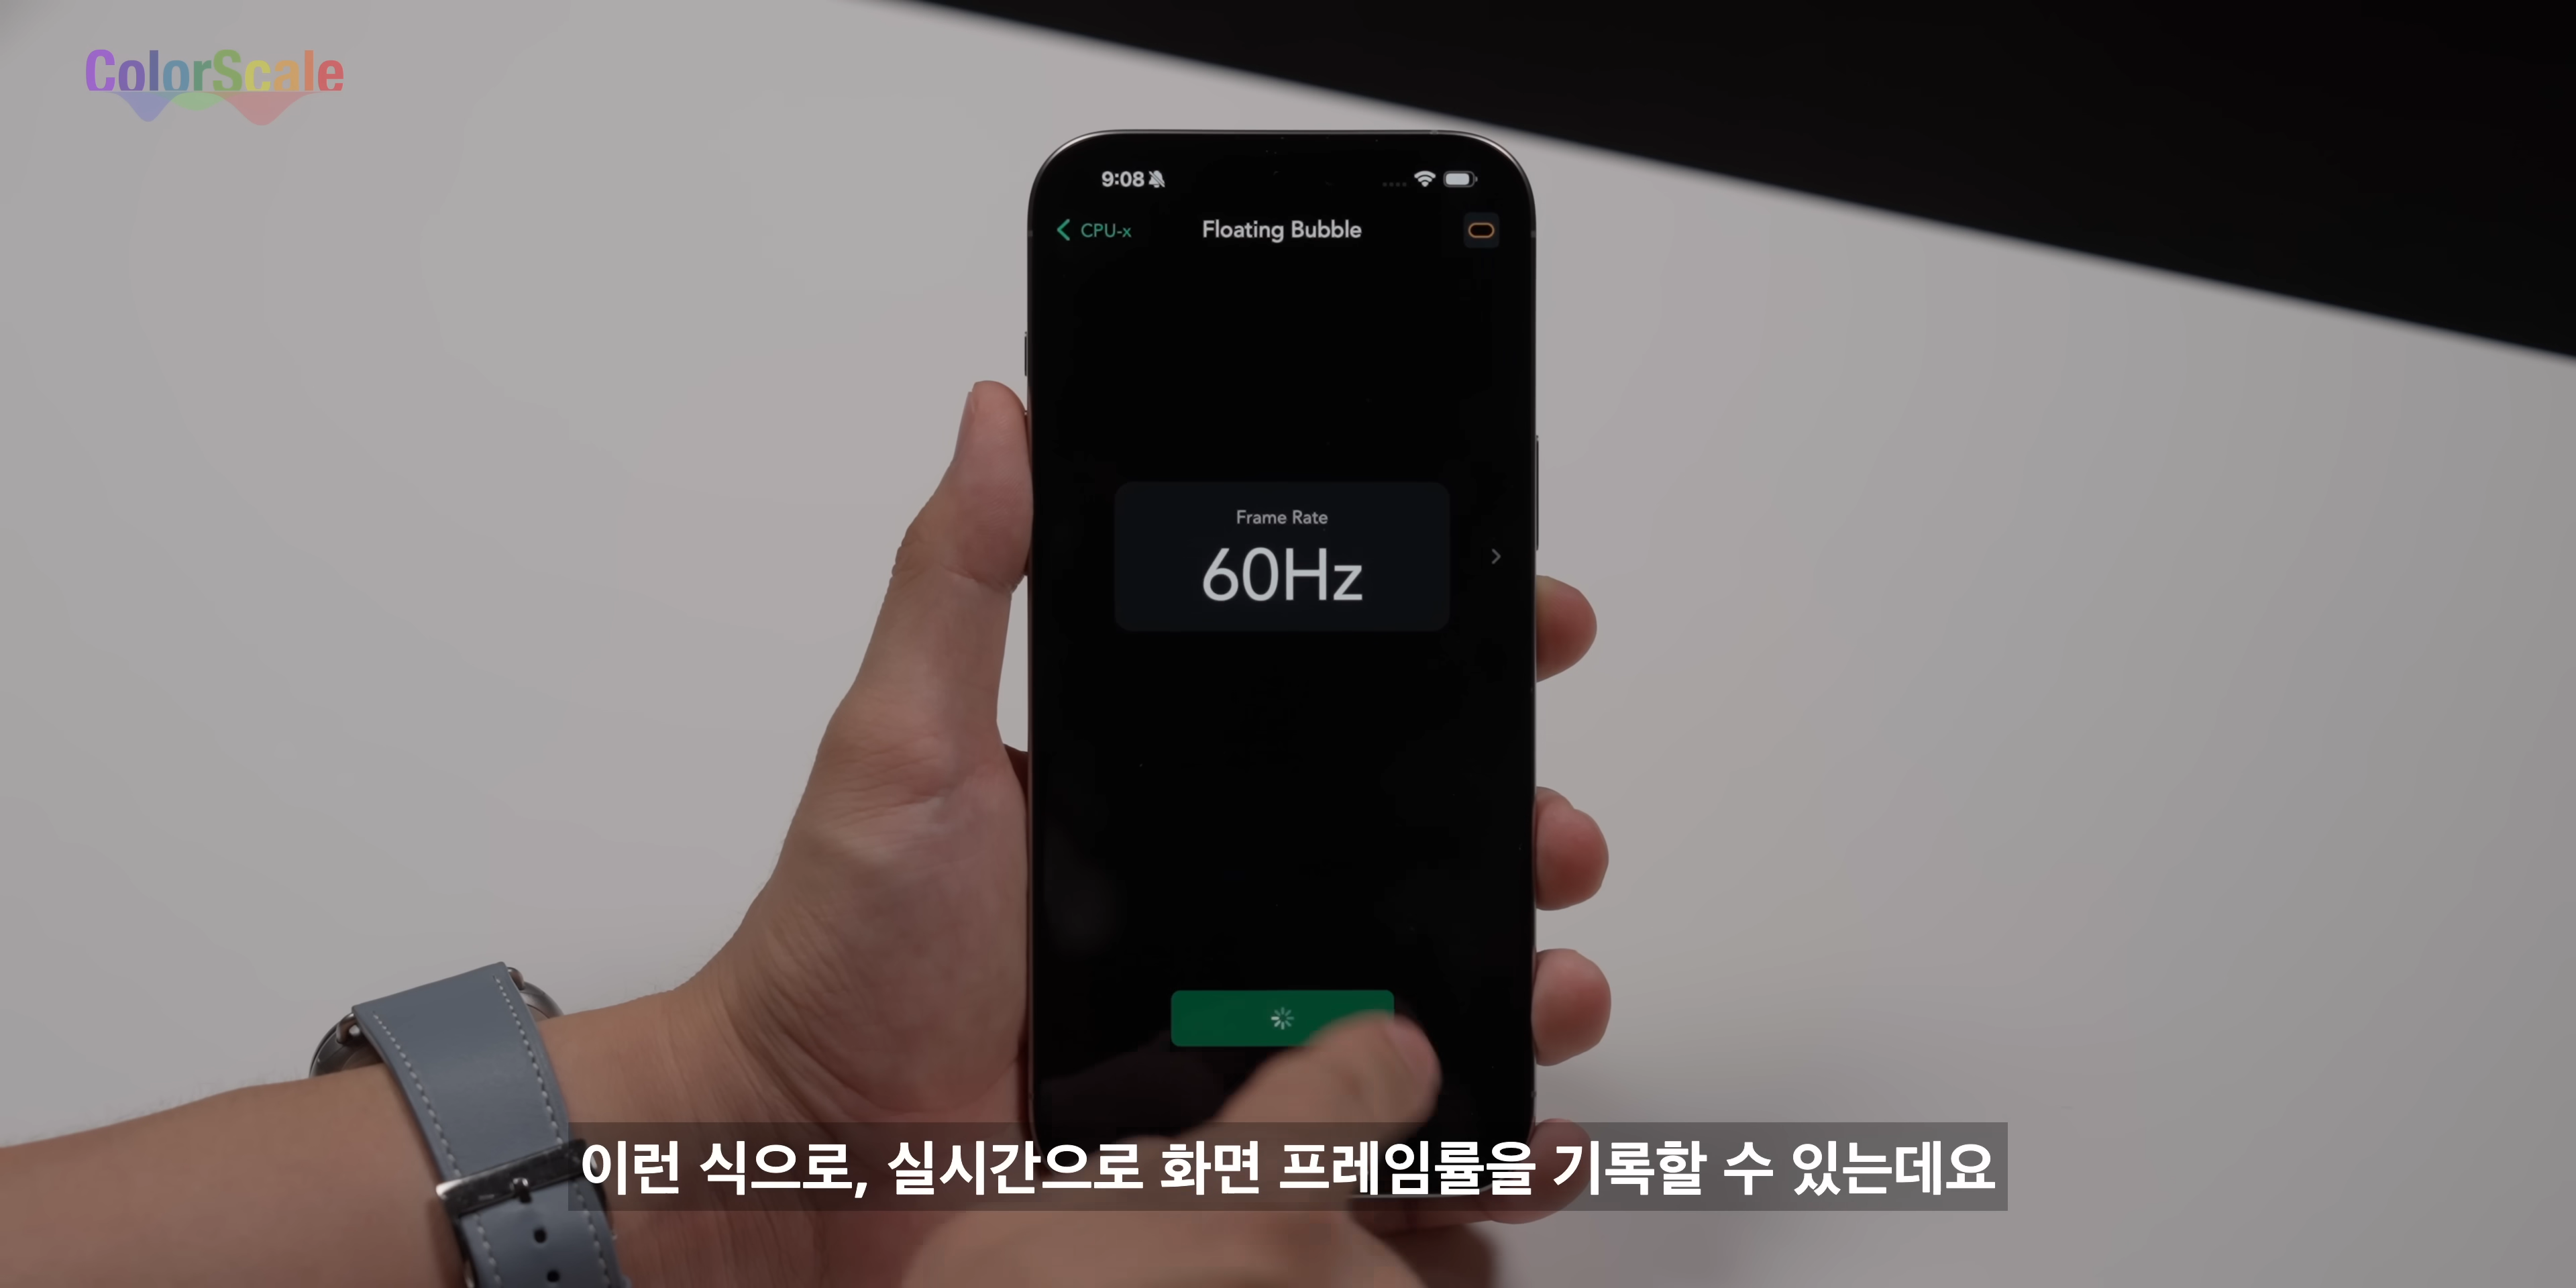 ColorScale
9:08
CPU-x
Floating Bubble
Frame Rate
60Hz
이런 식으로, 실시간으로 화면 프레임률을 기록할 수 있는데요